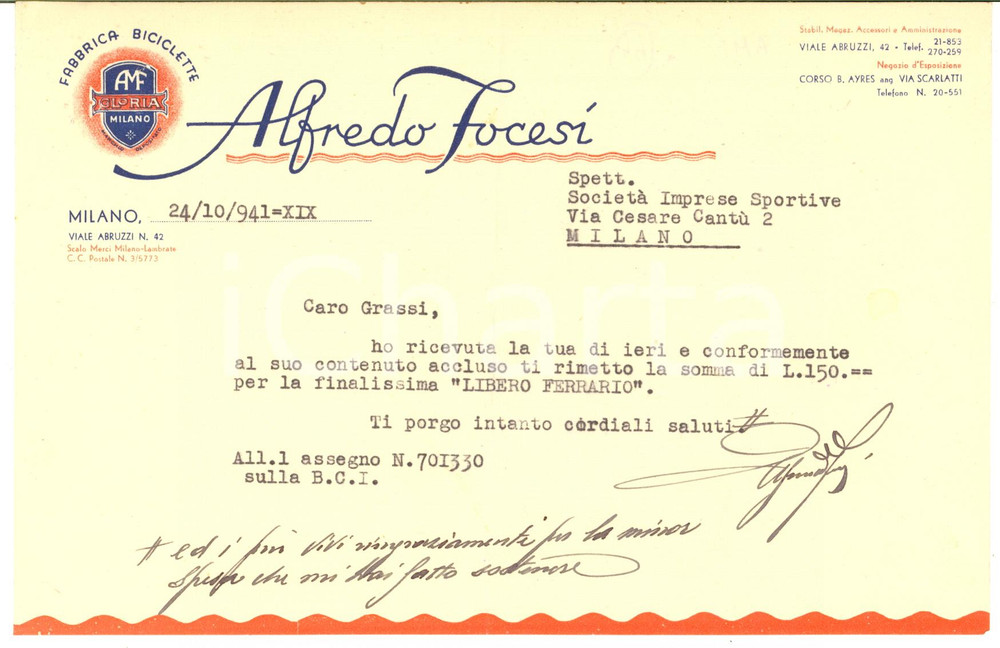 FABBRICA BICICLETTE
AMF
GLORIA
MILANO
MARCHIO DEPOSITATO
Alfredo Focesi
Stabil. Magaz. Accessori e Amministrazione
VIALE ABRUZZI, 42 - Telef. 21-853
270-259
Negozio d'Esposizione
CORSO B. AYRES ang. VIA SCARLATTI
Telefono N. 20-551
MILANO, 24/10/941=XIX
VIALE ABRUZZI N. 42
Scalo Merci Milano-Lambrate
C. C. Postale N. 3/5773
Spett.
Società Imprese Sportive
Via Cesare Cantù 2
MILANO
iCharta
Caro Grassi,
ho ricevuta la tua di ieri e conformemente
al suo contenuto accluso ti rimetto la somma di L.150.==
per la finalissima "LIBERO FERRARIO".
Ti porgo intanto cordiali saluti #
All.1 assegno N.701330
sulla B.C.I.
# ed i più vivi ringraziamenti per la minor
spesa che mi hai fatto sostenere